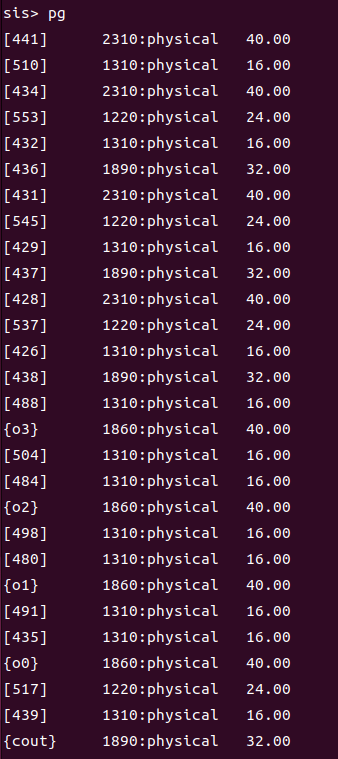 sis> pg
[441] 2310:physical 40.00
[510] 1310:physical 16.00
[434] 2310:physical 40.00
[553] 1220:physical 24.00
[432] 1310:physical 16.00
[436] 1890:physical 32.00
[431] 2310:physical 40.00
[545] 1220:physical 24.00
[429] 1310:physical 16.00
[437] 1890:physical 32.00
[428] 2310:physical 40.00
[537] 1220:physical 24.00
[426] 1310:physical 16.00
[438] 1890:physical 32.00
[488] 1310:physical 16.00
{o3} 1860:physical 40.00
[504] 1310:physical 16.00
[484] 1310:physical 16.00
{o2} 1860:physical 40.00
[498] 1310:physical 16.00
[480] 1310:physical 16.00
{o1} 1860:physical 40.00
[491] 1310:physical 16.00
[435] 1310:physical 16.00
{o0} 1860:physical 40.00
[517] 1220:physical 24.00
[439] 1310:physical 16.00
{cout} 1890:physical 32.00